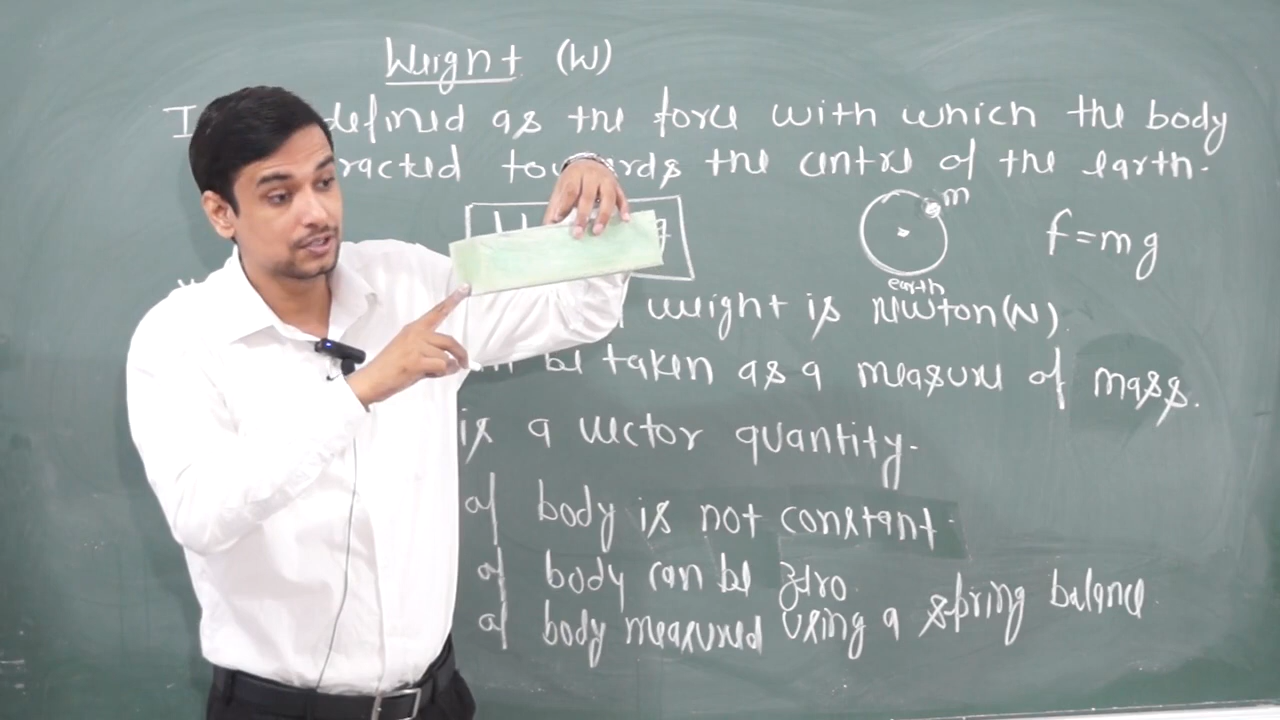 Weight (W)
I defined as the force with which the body
racted towards the centre of the earth.
m
f=mg
earth
weight is Newton(N).
be taken as a measure of mass.
is a vector quantity.
of body is not constant.
of body can be zero.
of body measured using a spring balance